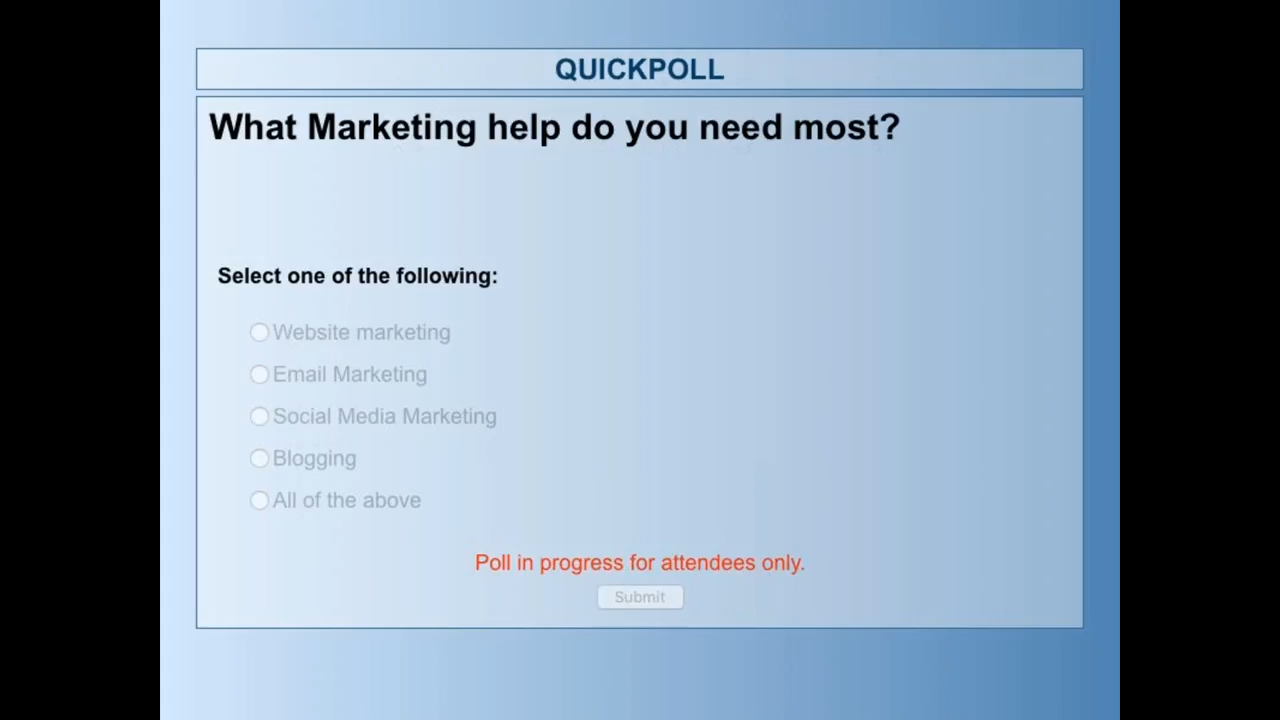 QUICKPOLL
What Marketing help do you need most?
Select one of the following:
Website marketing
Email Marketing
Social Media Marketing
Blogging
All of the above
Poll in progress for attendees only.
Submit